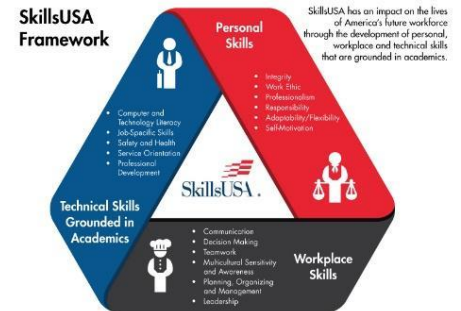 SkillsUSA
Framework
SkillsUSA has an impact on the lives
of America's future workforce
through the development of personal,
workplace and technical skills
that are grounded in academics.
Personal
Skills
• Integrity
• Work Ethic
• Professionalism
• Responsibility
• Adaptability/Flexibility
• Self-Motivation
• Computer and
Technology Literacy
• Job-Specific Skills
• Safety and Health
• Service Orientation
• Professional
Development
SkillsUSA.
Technical Skills
Grounded in
Academics
• Communication
• Decision Making
• Teamwork
• Multicultural Sensitivity
and Awareness
• Planning, Organizing
and Management
• Leadership
Workplace
Skills